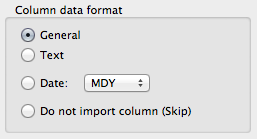 Column data format
General
Text
Date: MDY
Do not import column (Skip)